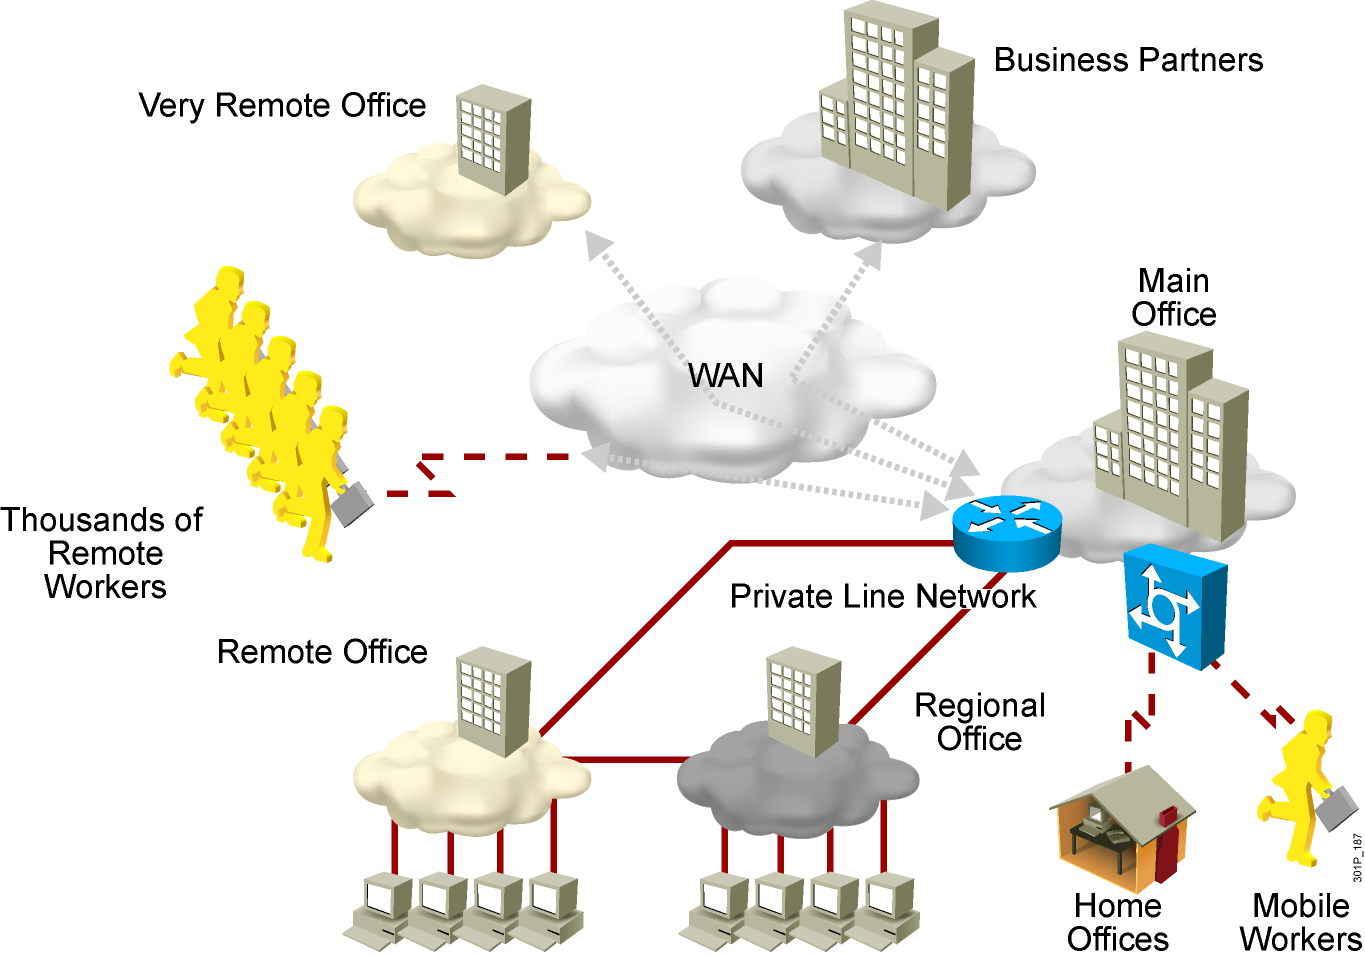 Business Partners
Very Remote Office
Main
Office
WAN
Thousands of
Remote
Workers
Private Line Network
Remote Office
Regional
Office
301P_187
Home
Offices
Mobile
Workers